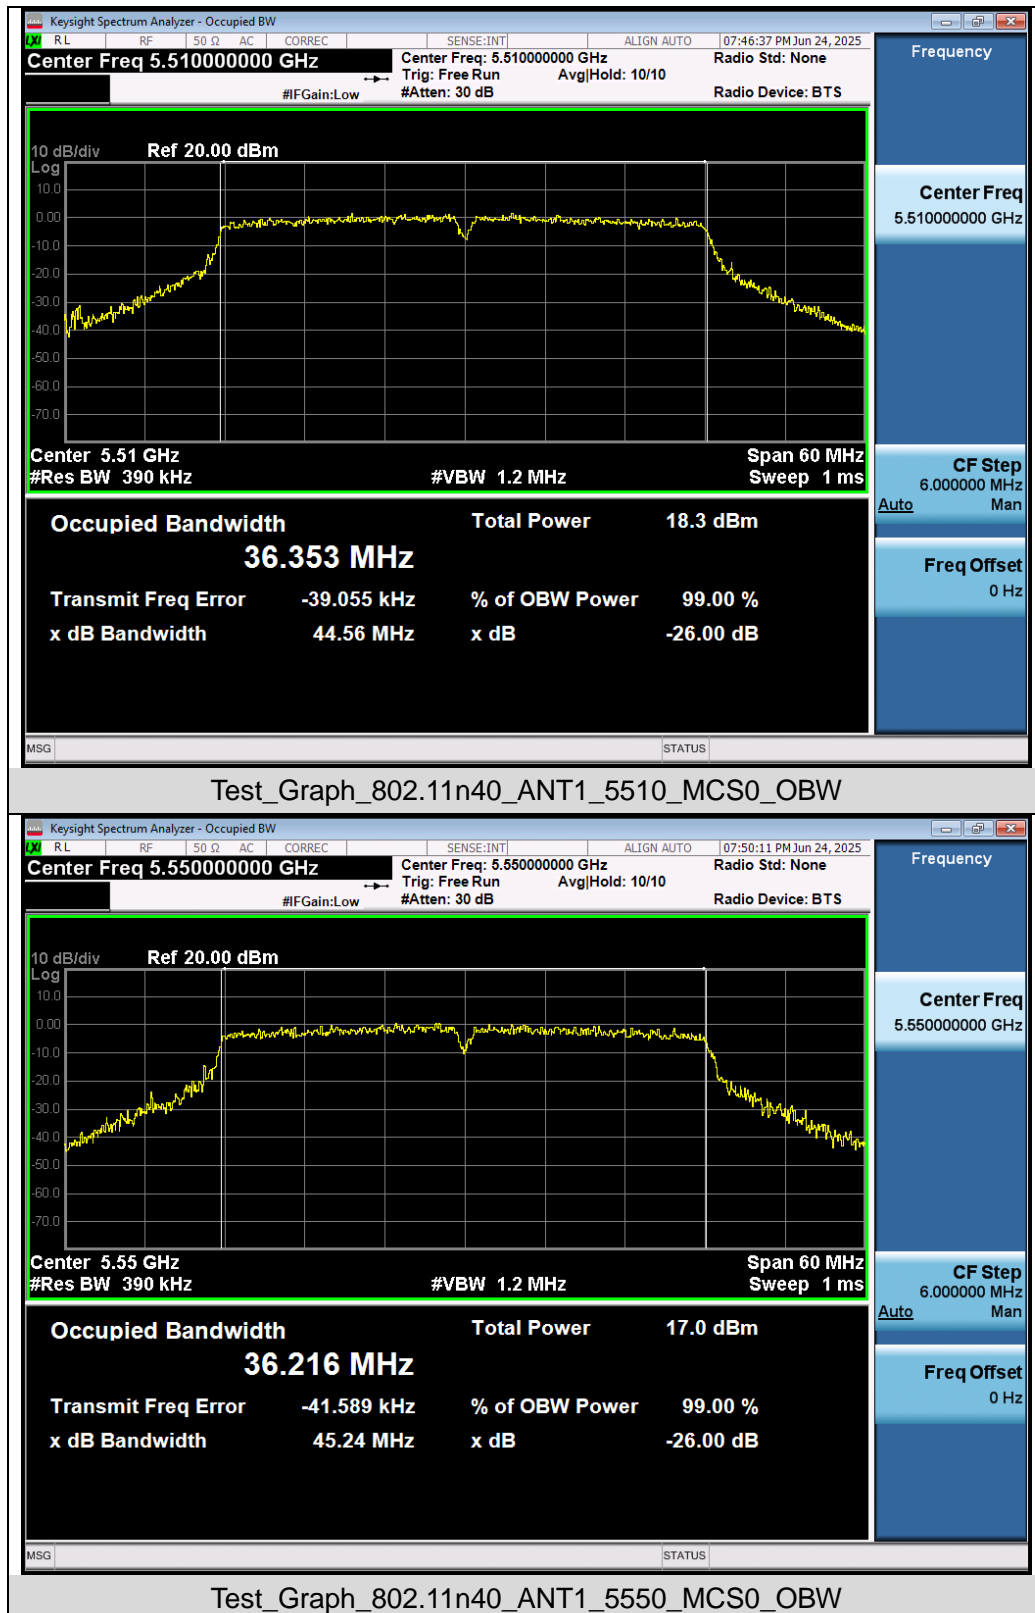 Keysight Spectrum Analyzer - Occupied BW
LXI RL RF 50 Ω AC CORREC SENSE:INT ALIGN AUTO 07:46:37 PM Jun 24, 2025
Center Freq 5.510000000 GHz
Center Freq: 5.510000000 GHz
Radio Std: None
Trig: Free Run Avg|Hold: 10/10
#IFGain:Low
#Atten: 30 dB
Radio Device: BTS
Frequency
10 dB/div Ref 20.00 dBm
Log
10.0
0.00
-10.0
-20.0
-30.0
-40.0
-50.0
-60.0
-70.0
Center Freq
5.510000000 GHz
Center 5.51 GHz Span 60 MHz
#Res BW 390 kHz #VBW 1.2 MHz Sweep 1 ms
CF Step
6.000000 MHz
Auto Man
Occupied Bandwidth Total Power 18.3 dBm
36.353 MHz
Freq Offset
0 Hz
Transmit Freq Error -39.055 kHz % of OBW Power 99.00 %
x dB Bandwidth 44.56 MHz x dB -26.00 dB
MSG STATUS
Test_Graph_802.11n40_ANT1_5510_MCS0_OBW
Keysight Spectrum Analyzer - Occupied BW
LXI RL RF 50 Ω AC CORREC SENSE:INT ALIGN AUTO 07:50:11 PM Jun 24, 2025
Center Freq 5.550000000 GHz
Center Freq: 5.550000000 GHz
Radio Std: None
Trig: Free Run Avg|Hold: 10/10
#IFGain:Low
#Atten: 30 dB
Radio Device: BTS
Frequency
10 dB/div Ref 20.00 dBm
Log
10.0
0.00
-10.0
-20.0
-30.0
-40.0
-50.0
-60.0
-70.0
Center Freq
5.550000000 GHz
Center 5.55 GHz Span 60 MHz
#Res BW 390 kHz #VBW 1.2 MHz Sweep 1 ms
CF Step
6.000000 MHz
Auto Man
Occupied Bandwidth Total Power 17.0 dBm
36.216 MHz
Freq Offset
0 Hz
Transmit Freq Error -41.589 kHz % of OBW Power 99.00 %
x dB Bandwidth 45.24 MHz x dB -26.00 dB
MSG STATUS
Test_Graph_802.11n40_ANT1_5550_MCS0_OBW